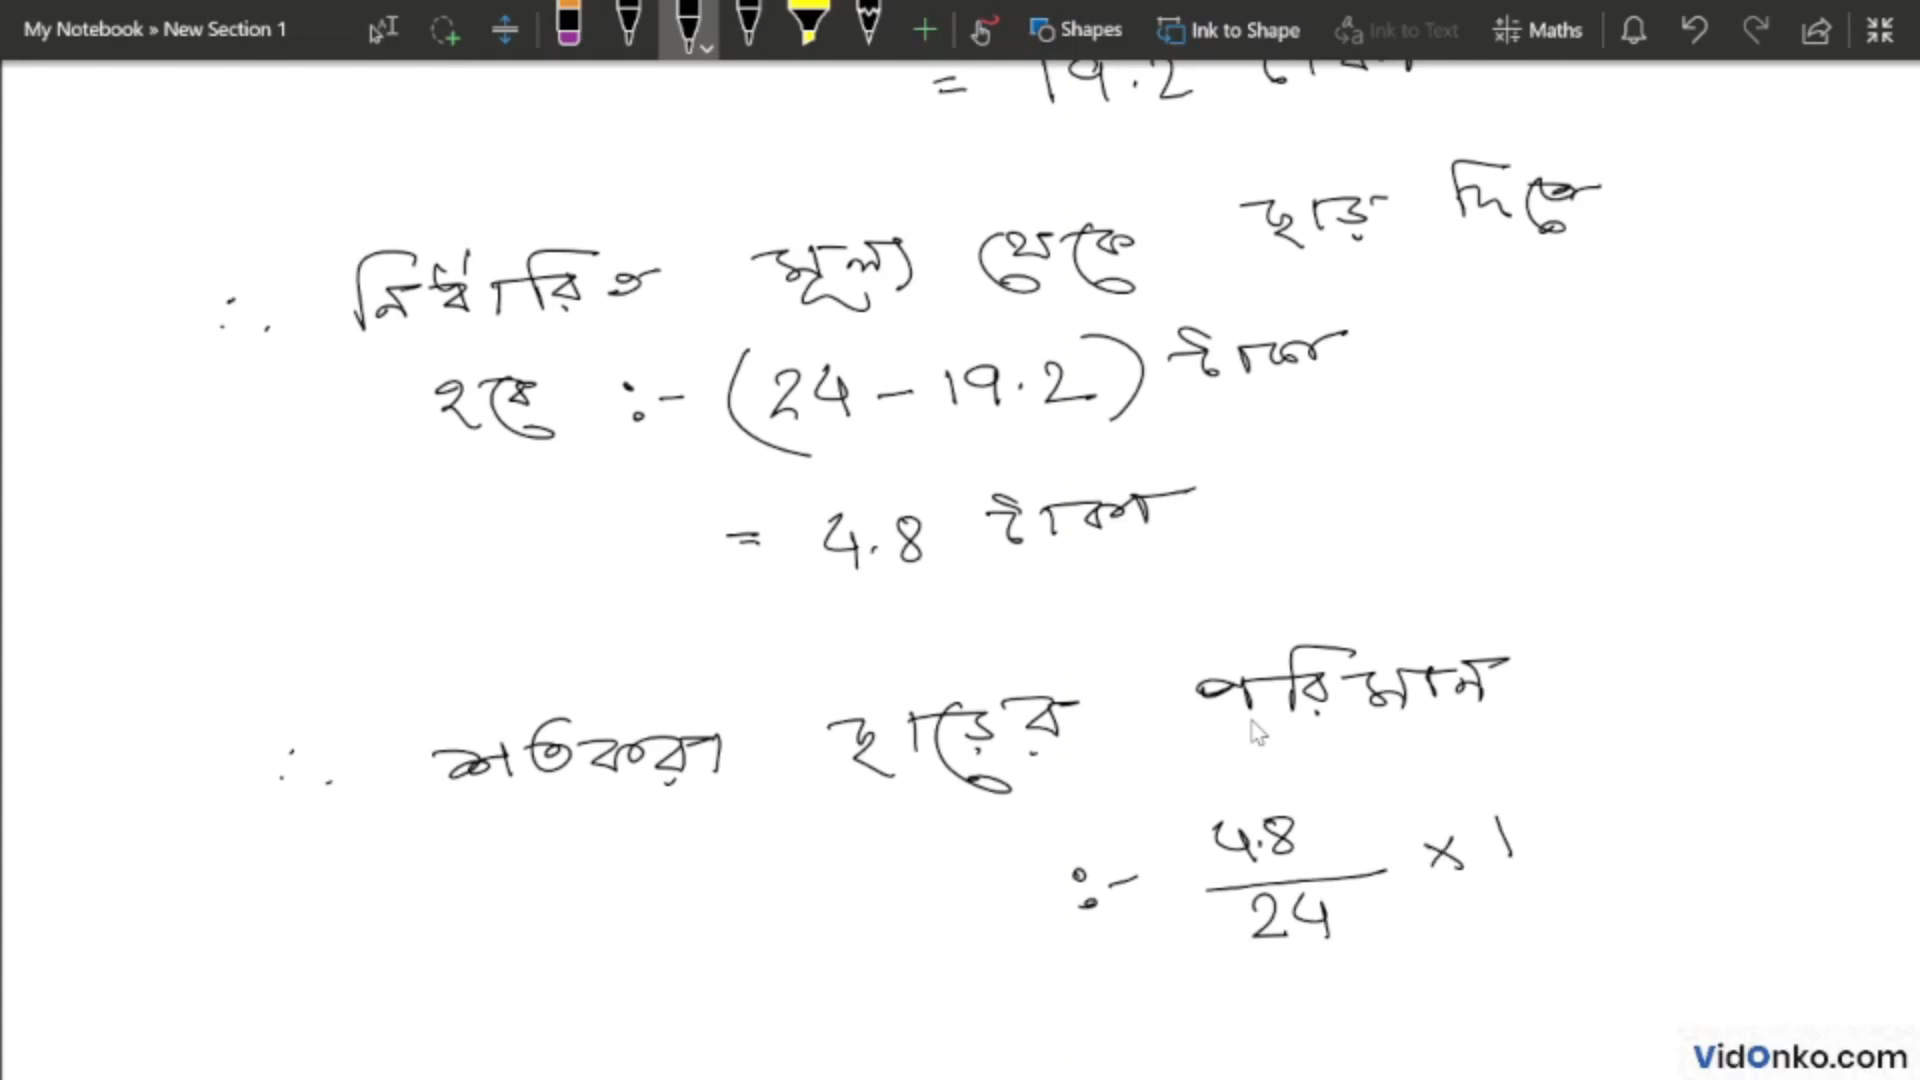 My Notebook » New Section 1
Shapes Ink to Shape Ink to Text Maths
= 19.2
∴ নির্ধারিত মূল্য থেকে ছাড় দিতে
হবে :- (24 - 19.2) টাকা
= 4.8 টাকা
∴ শতকরা ছাড়ের পরিমান
:- 4.8/24 × 1
VidOnko.com